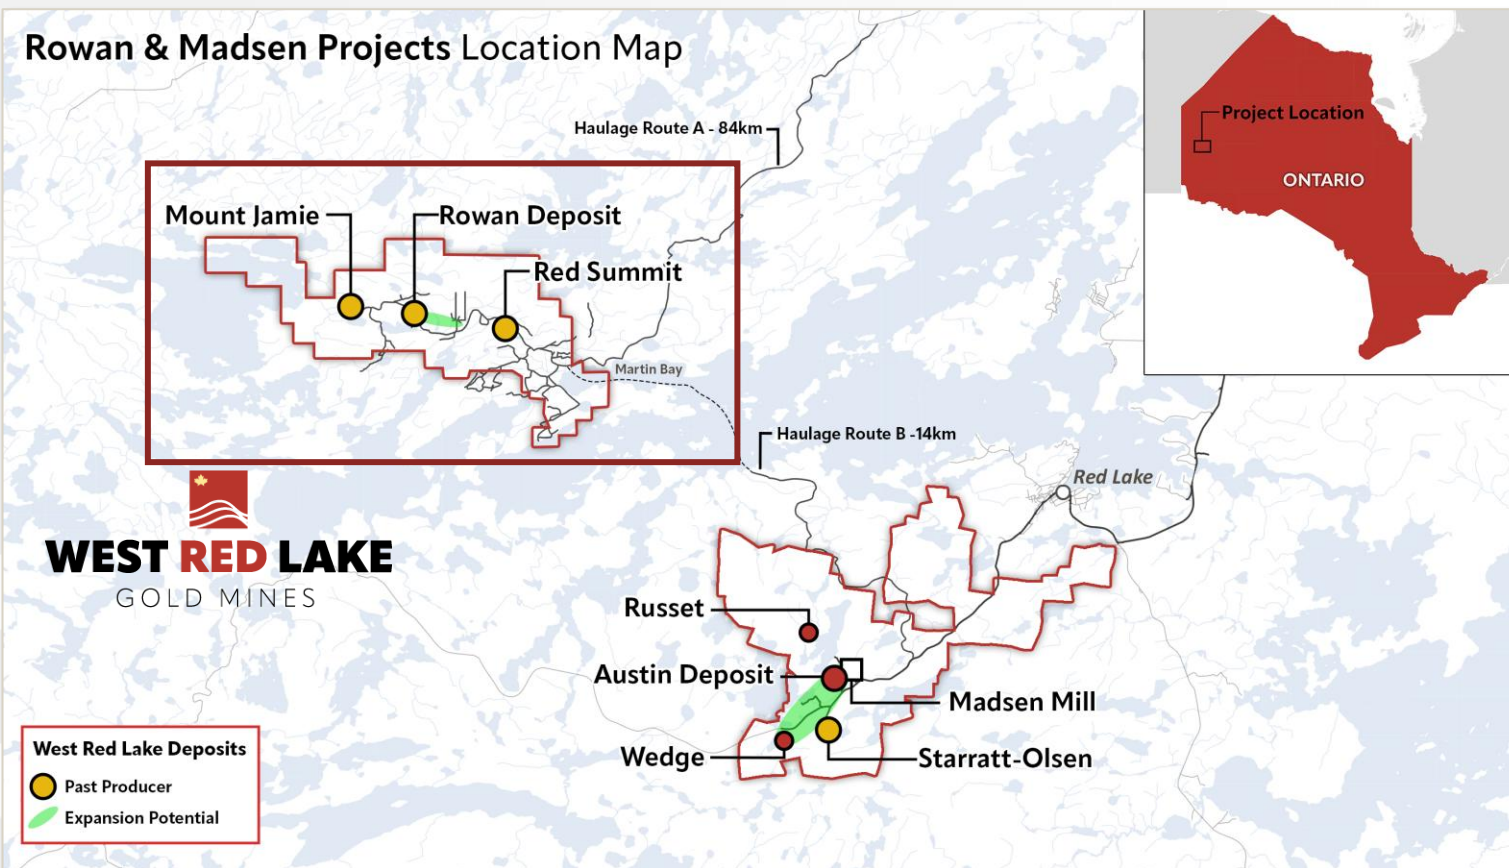 Rowan & Madsen Projects Location Map
Haulage Route A - 84km
Project Location
ONTARIO
Mount Jamie
Rowan Deposit
Red Summit
Martin Bay
Haulage Route B -14km
Red Lake
WEST RED LAKE
GOLD MINES
Russet
Austin Deposit
Madsen Mill
Wedge
Starratt-Olsen
West Red Lake Deposits
Past Producer
Expansion Potential